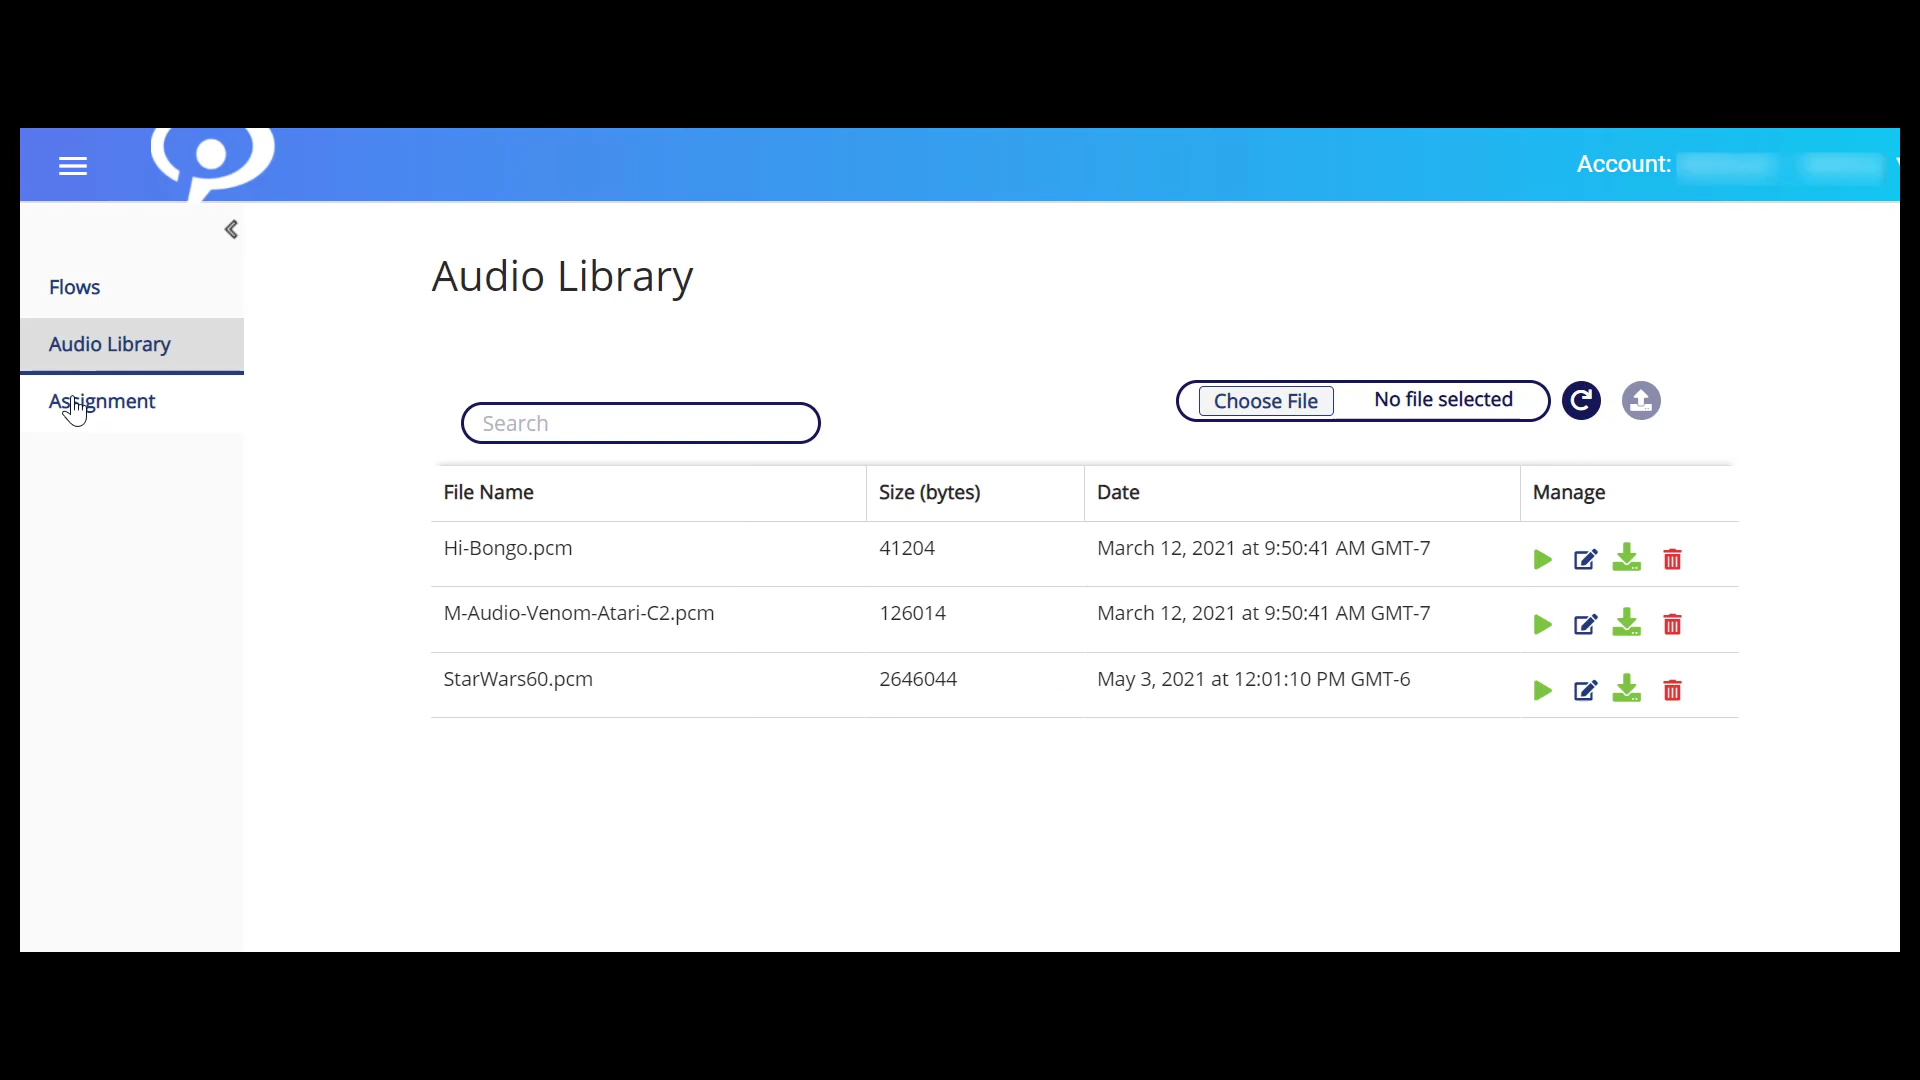 Account:
Flows
Audio Library
Assignment
Audio Library
Search
Choose File No file selected
File Name Size (bytes) Date Manage
Hi-Bongo.pcm 41204 March 12, 2021 at 9:50:41 AM GMT-7
M-Audio-Venom-Atari-C2.pcm 126014 March 12, 2021 at 9:50:41 AM GMT-7
StarWars60.pcm 2646044 May 3, 2021 at 12:01:10 PM GMT-6